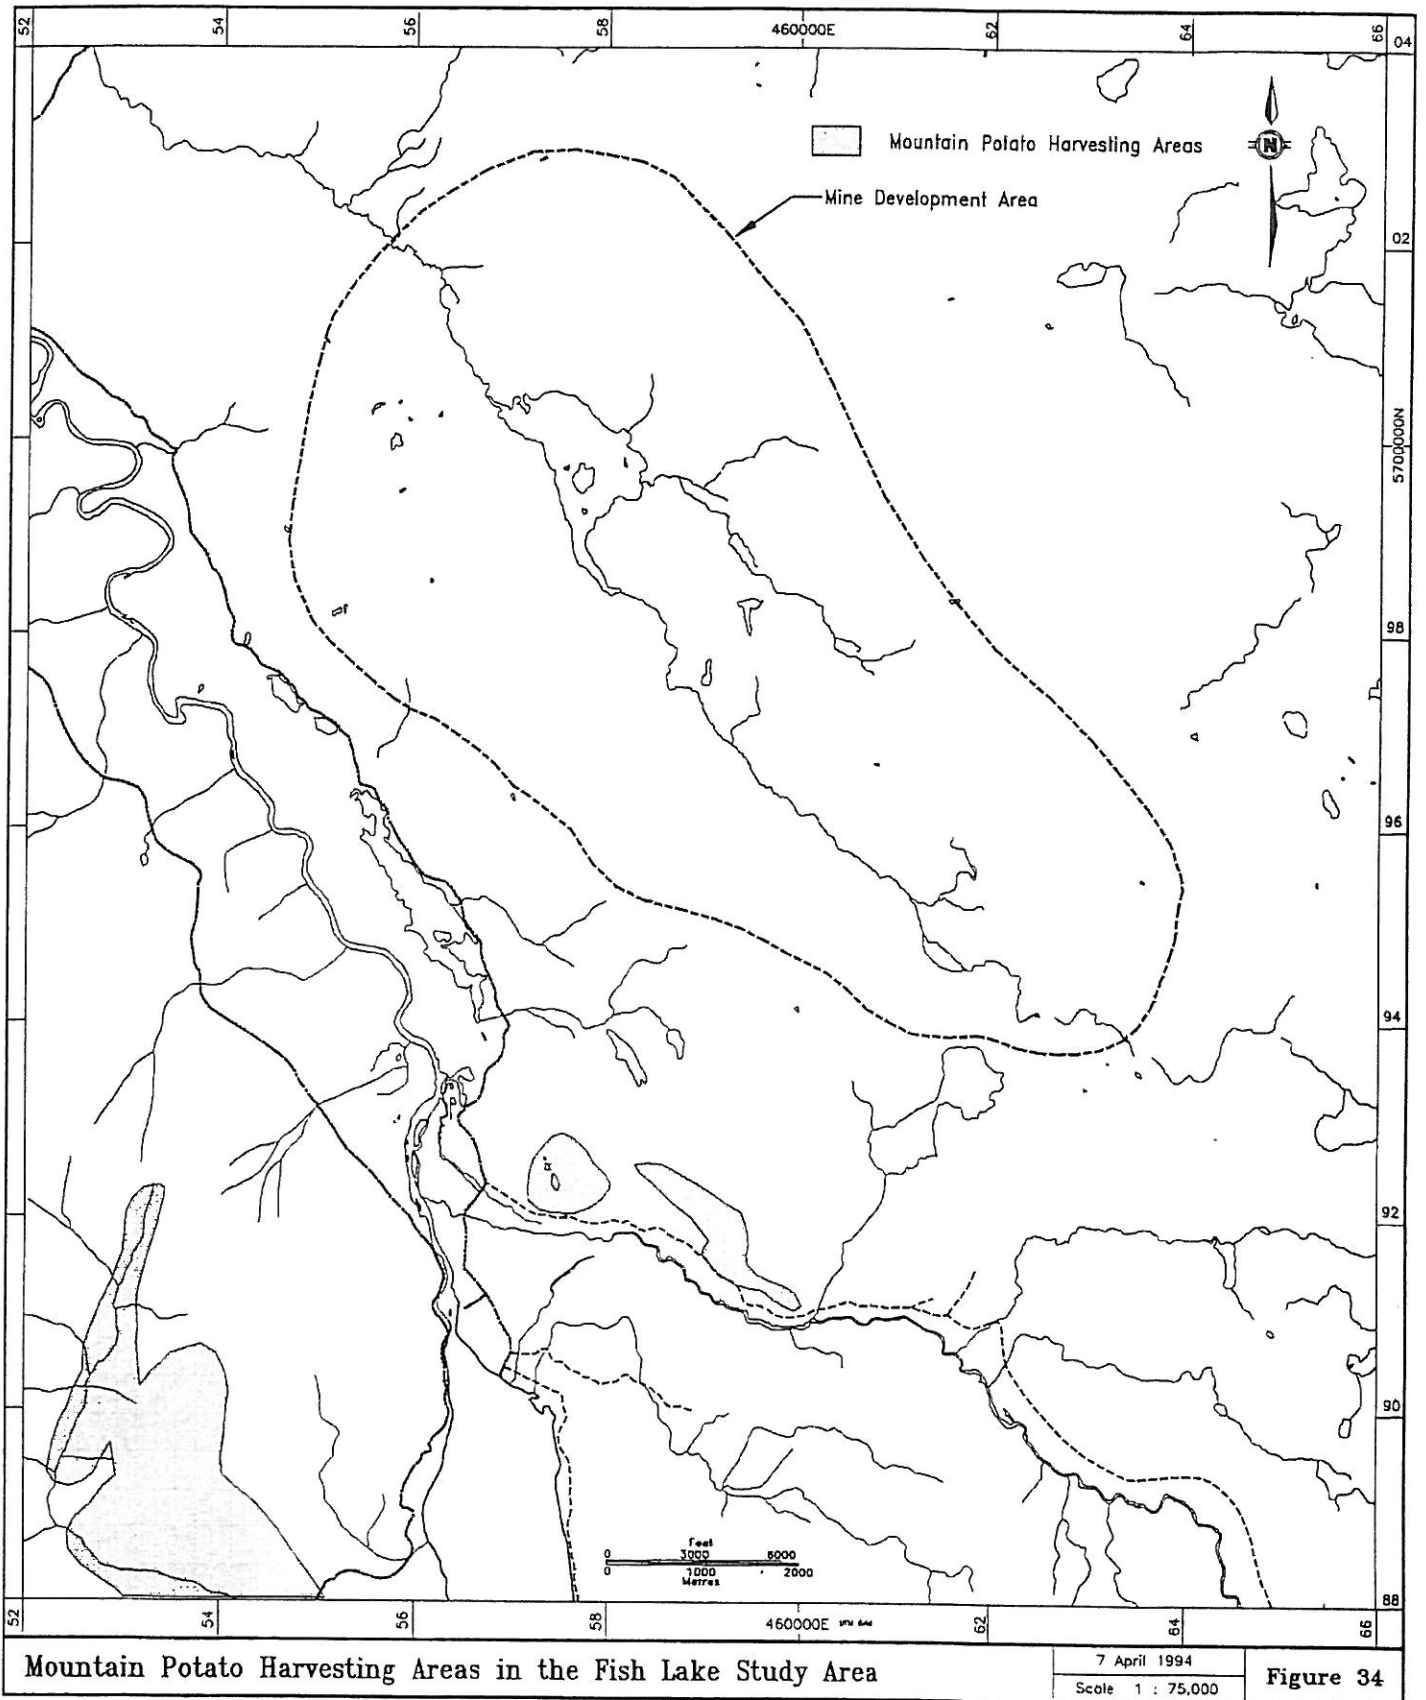 52
54
56
58
460000E
62
64
66
04
Mountain Potato Harvesting Areas
N
Mine Development Area
02
5700000N
98
96
94
92
90
Feet
0 3000 6000
0 1000 2000
Metres
88
52
54
56
58
460000E
62
64
66
Mountain Potato Harvesting Areas in the Fish Lake Study Area
7 April 1994
Scale 1 : 75,000
Figure 34